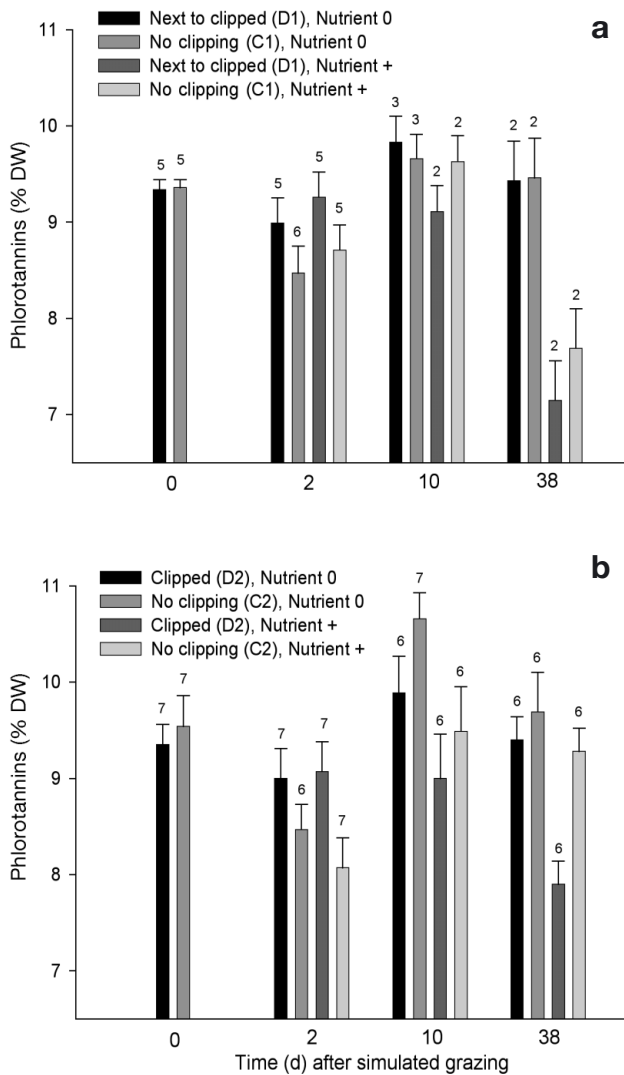 11
Next to clipped (D1), Nutrient 0
a
No clipping (C1), Nutrient 0
Next to clipped (D1), Nutrient +
No clipping (C1), Nutrient +
10
9
8
7
Phlorotannins (% DW)
5 5
5 6 5 5
3 3 2 2
2 2 2 2
0 2 10 38
b
11
Clipped (D2), Nutrient 0
No clipping (C2), Nutrient 0
Clipped (D2), Nutrient +
No clipping (C2), Nutrient +
10
9
8
7
Phlorotannins (% DW)
7 7
7 6 7 7
6 7 6 6
6 6 6 6
0 2 10 38
Time (d) after simulated grazing